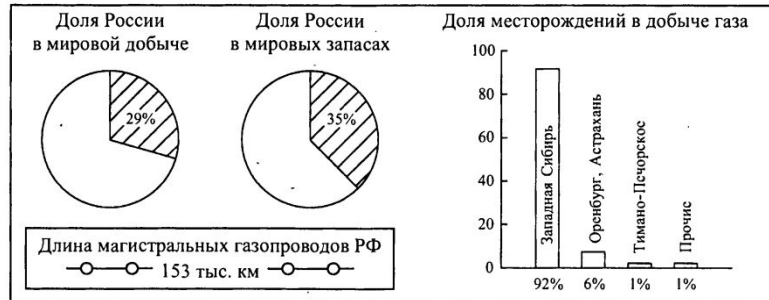 Доля России
в мировой добыче
29%
Доля России
в мировых запасах
35%
Длина магистральных газопроводов РФ
153 тыс. км
Доля месторождений в добыче газа
100
80
60
40
20
0
Западная Сибирь
Оренбург, Астрахань
Тимано-Печорское
Прочие
92%
6%
1%
1%